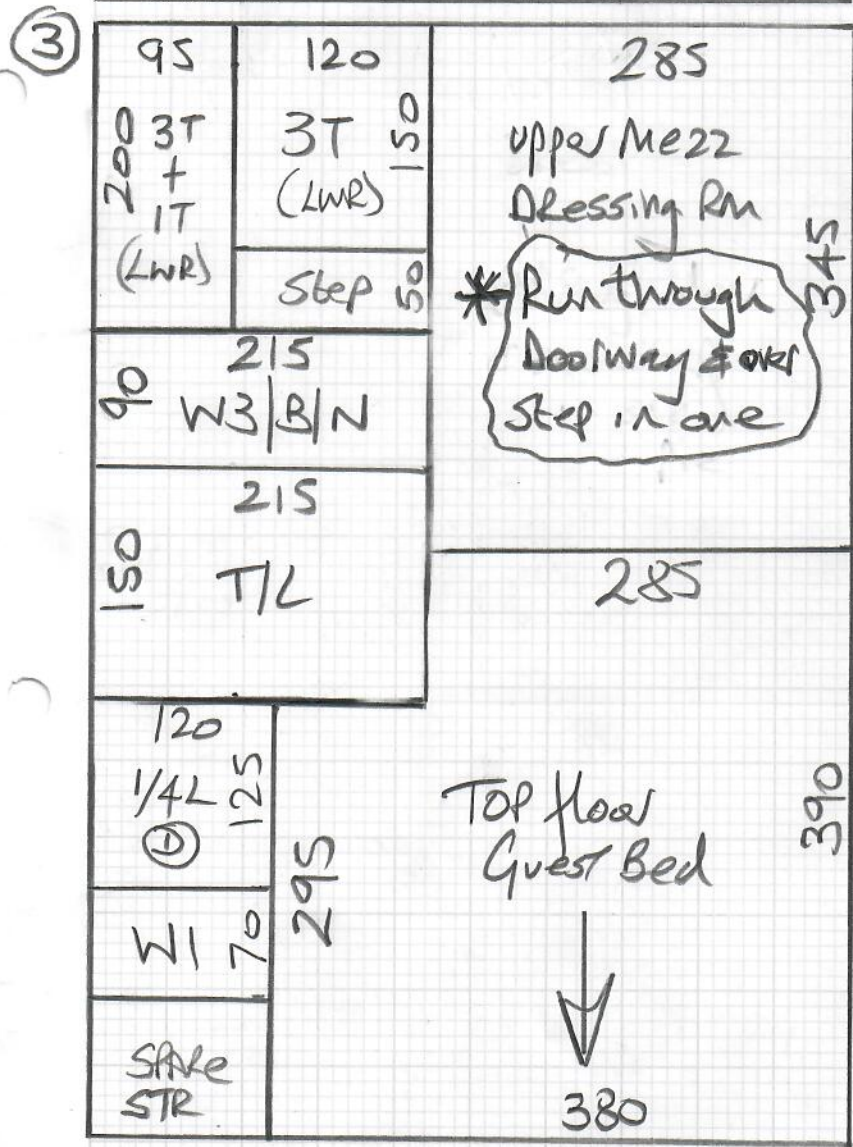 3
95
200
3T
+
1T
(LWR)
120
3T
(LWR)
150
Step 50
285
upper Mezz
Dressing Rm
345
* Run through
Doorway & over
Step in one
215
90
W3/B/N
215
150
T/L
285
390
Top floor
Guest Bed
380
295
120
1/4L
125
70
SPARE
STR